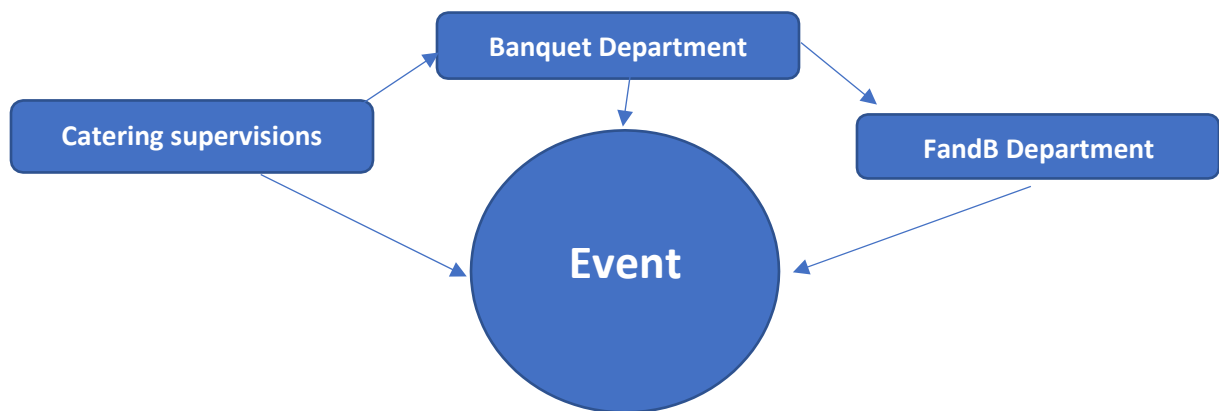 Banquet Department
Catering supervisions
FandB Department
Event